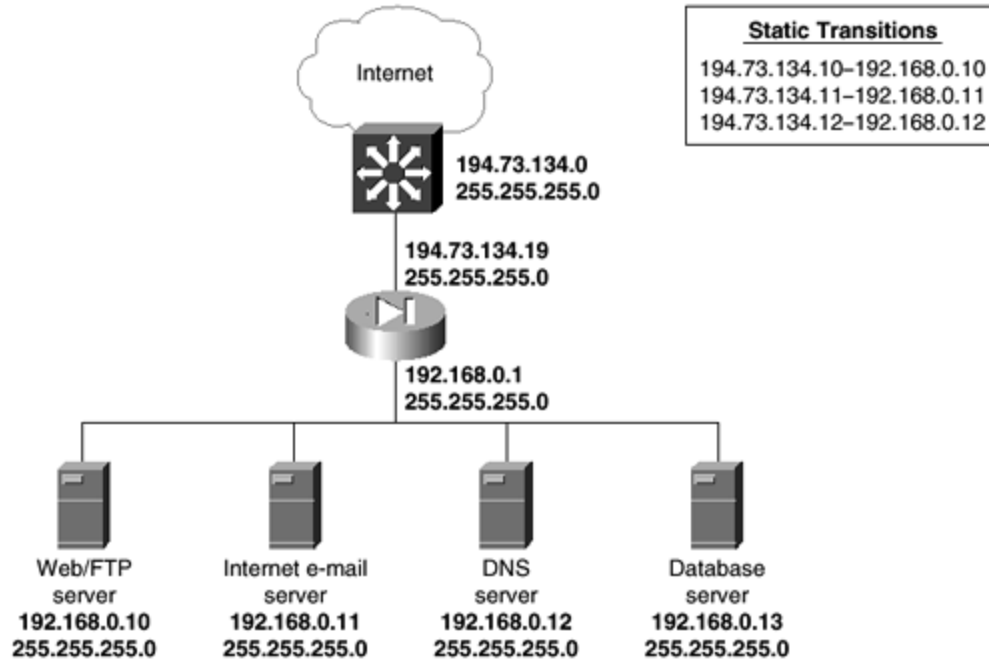 Internet
Static Transitions
194.73.134.10–192.168.0.10
194.73.134.11–192.168.0.11
194.73.134.12–192.168.0.12
194.73.134.0
255.255.255.0
194.73.134.19
255.255.255.0
192.168.0.1
255.255.255.0
Web/FTP
server
192.168.0.10
255.255.255.0
Internet e-mail
server
192.168.0.11
255.255.255.0
DNS
server
192.168.0.12
255.255.255.0
Database
server
192.168.0.13
255.255.255.0